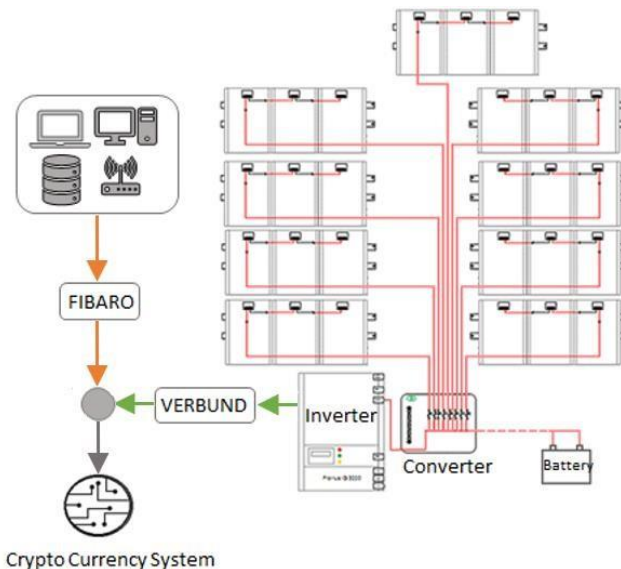 FIBARO
VERBUND
Inverter
Converter
Battery
Crypto Currency System